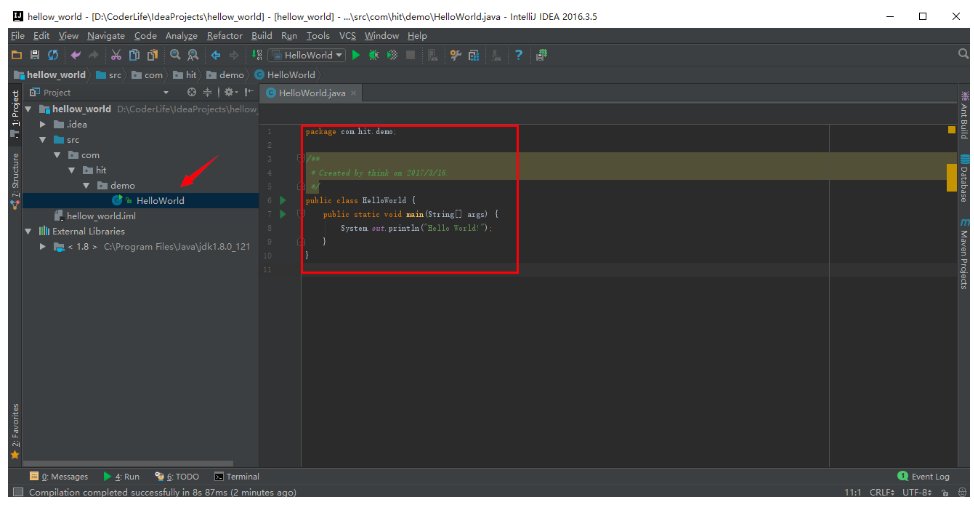 hellow_world - [D:\CoderLife\IdeaProjects\hellow_world] - [hellow_world] - ...\src\com\hit\demo\HelloWorld.java - IntelliJ IDEA 2016.3.5
File Edit View Navigate Code Analyze Refactor Build Run Tools VCS Window Help
HelloWorld
hellow_world src com hit demo HelloWorld
Project
HelloWorld.java
1: Project
7: Structure
2: Favorites
hellow_world D:\CoderLife\IdeaProjects\hellow_
.idea
src
com
hit
demo
HelloWorld
hellow_world.iml
External Libraries
< 1.8 > C:\Program Files\Java\jdk1.8.0_121
1 package com.hit.demo;
2
3 /**
4 * Created by think on 2017/3/16.
5 */
6 public class HelloWorld {
7 public static void main(String[] args) {
8 System.out.println("Hello World!");
9 }
10 }
11
Ant Build
Database
m Maven Projects
0: Messages 4: Run 6: TODO Terminal 1 Event Log
Compilation completed successfully in 8s 87ms (2 minutes ago) 11:1 CRLF UTF-8